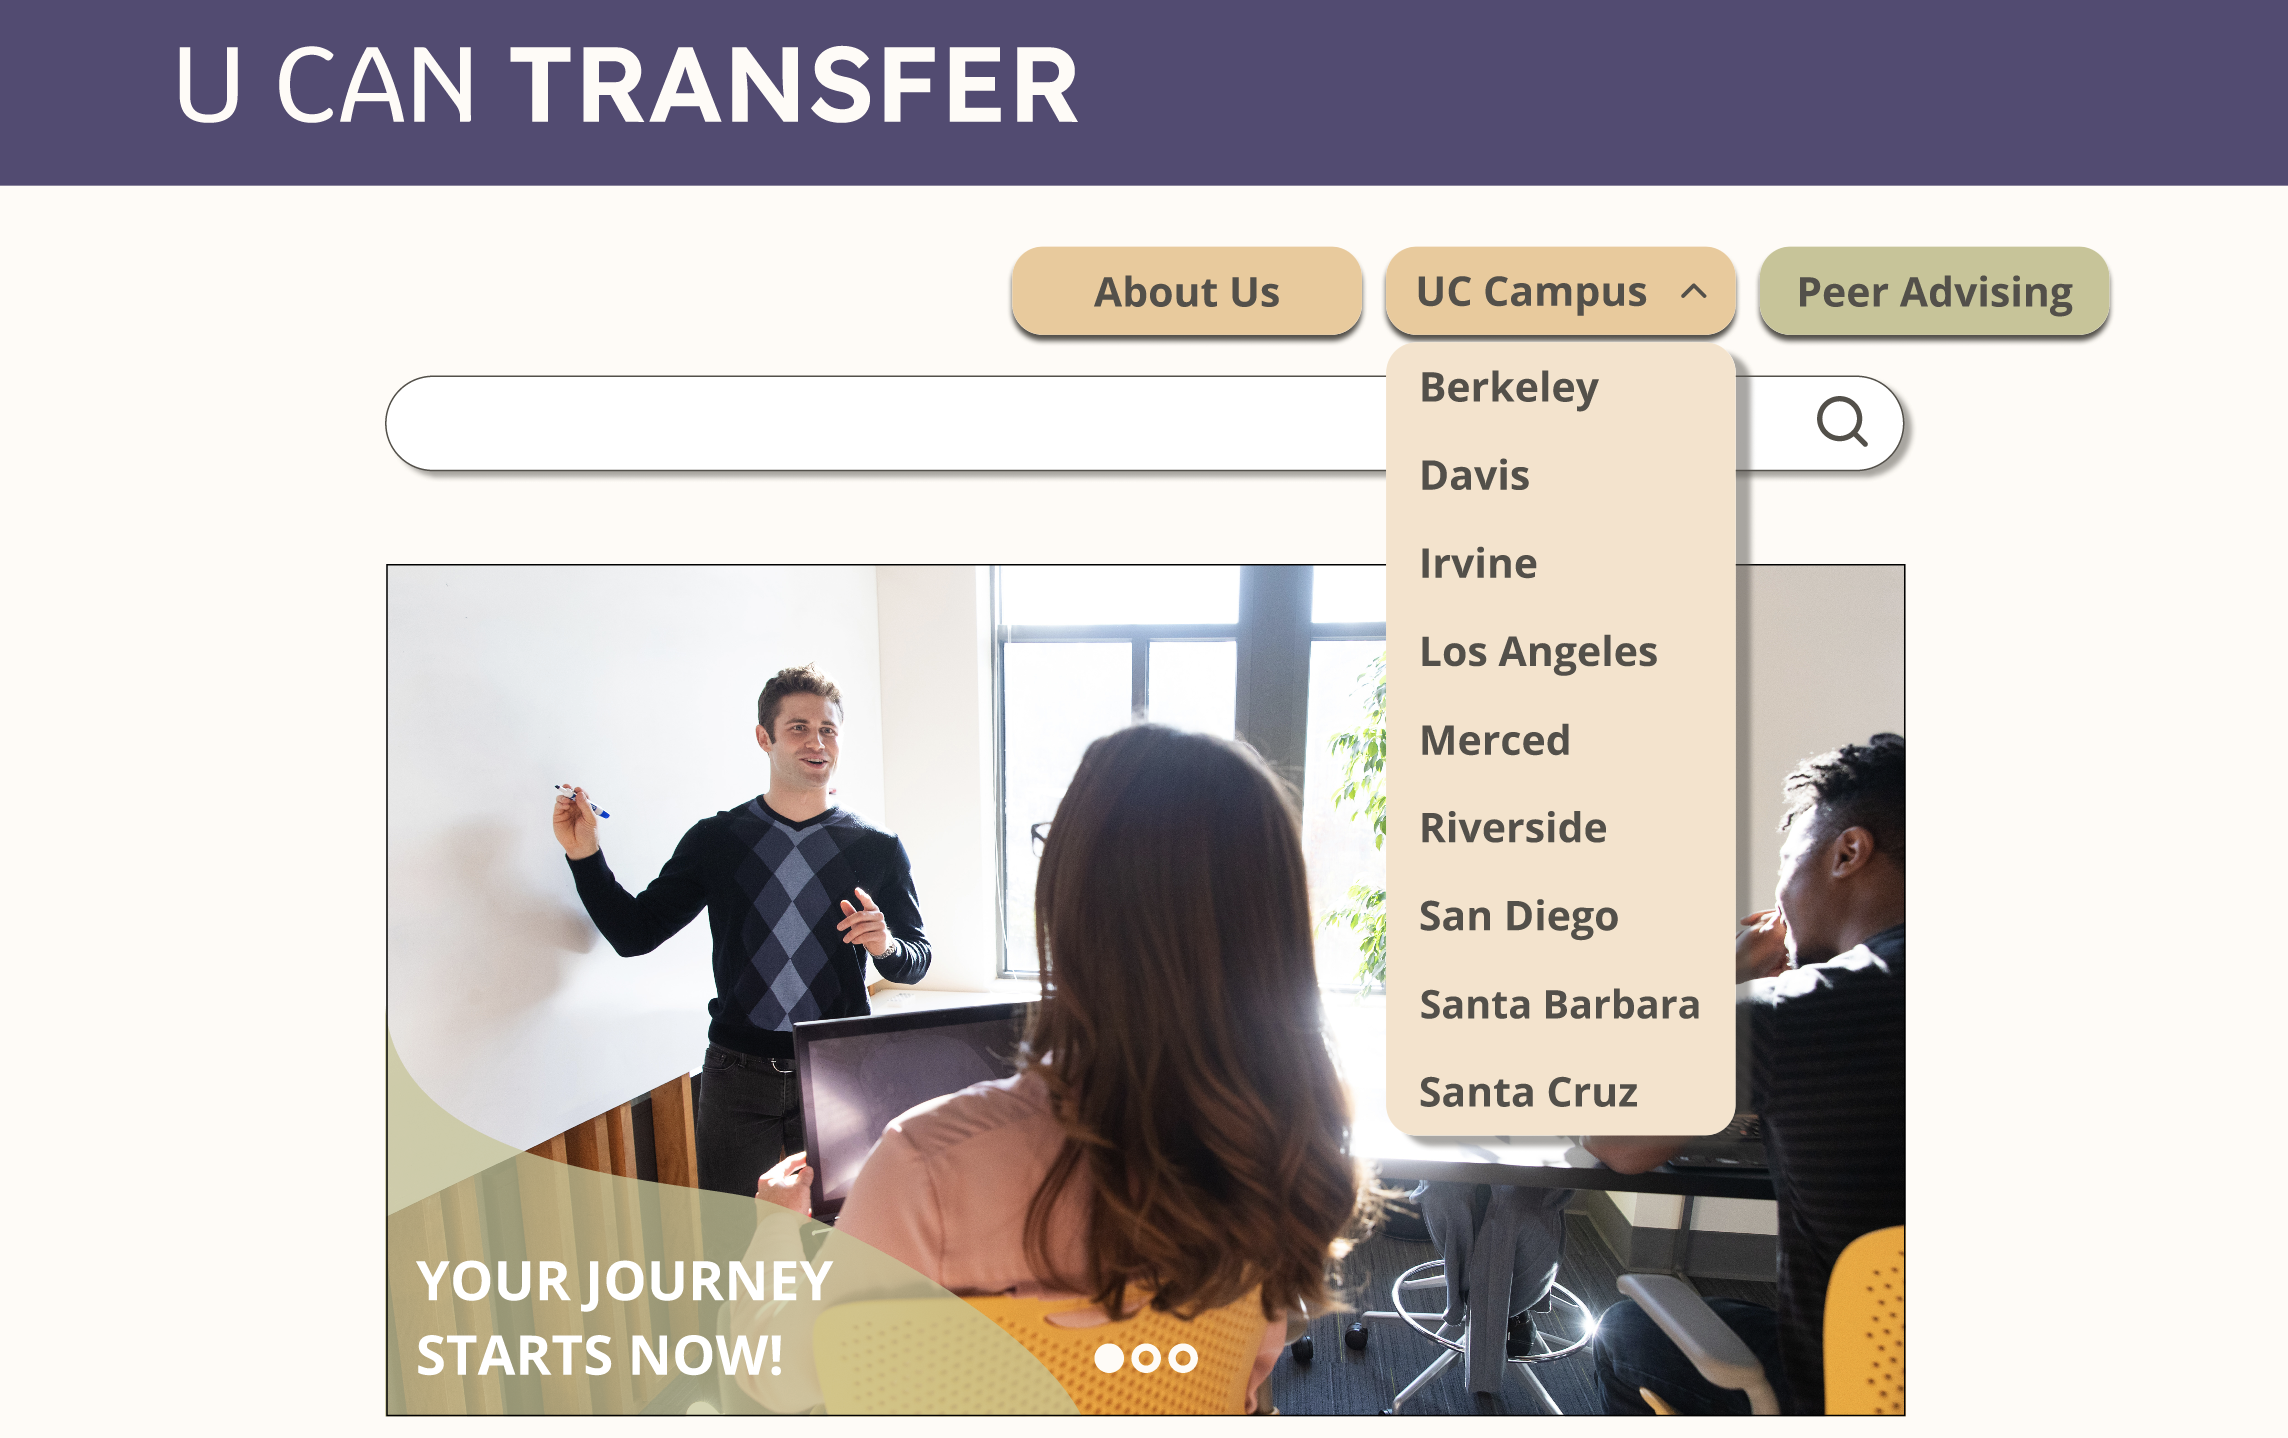 U CAN TRANSFER
About Us
UC Campus
Peer Advising
Berkeley
Davis
Irvine
Los Angeles
Merced
Riverside
San Diego
Santa Barbara
Santa Cruz
YOUR JOURNEY
STARTS NOW!